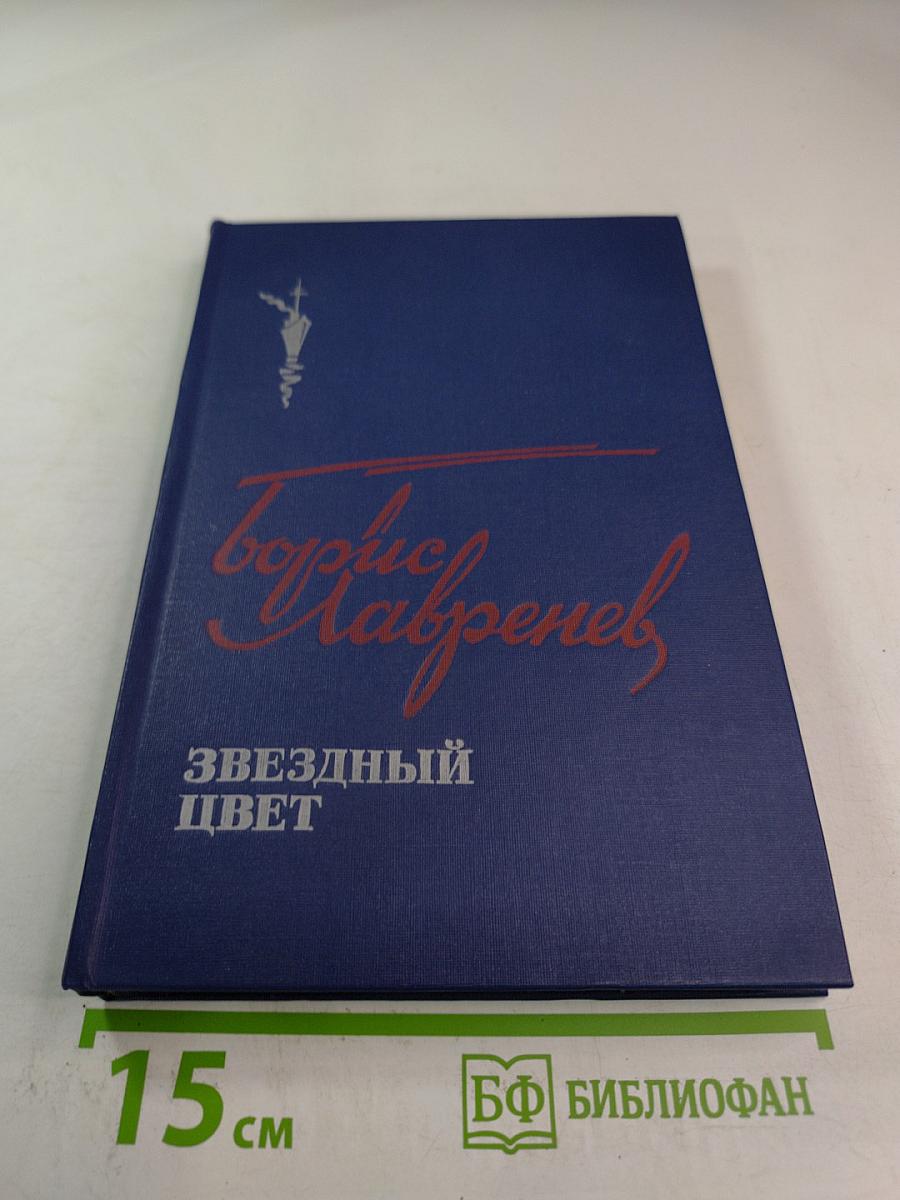 Борис
Лавренев
ЗВЕЗДНЫЙ
ЦВЕТ
15 см
БФ БИБЛИОФАН